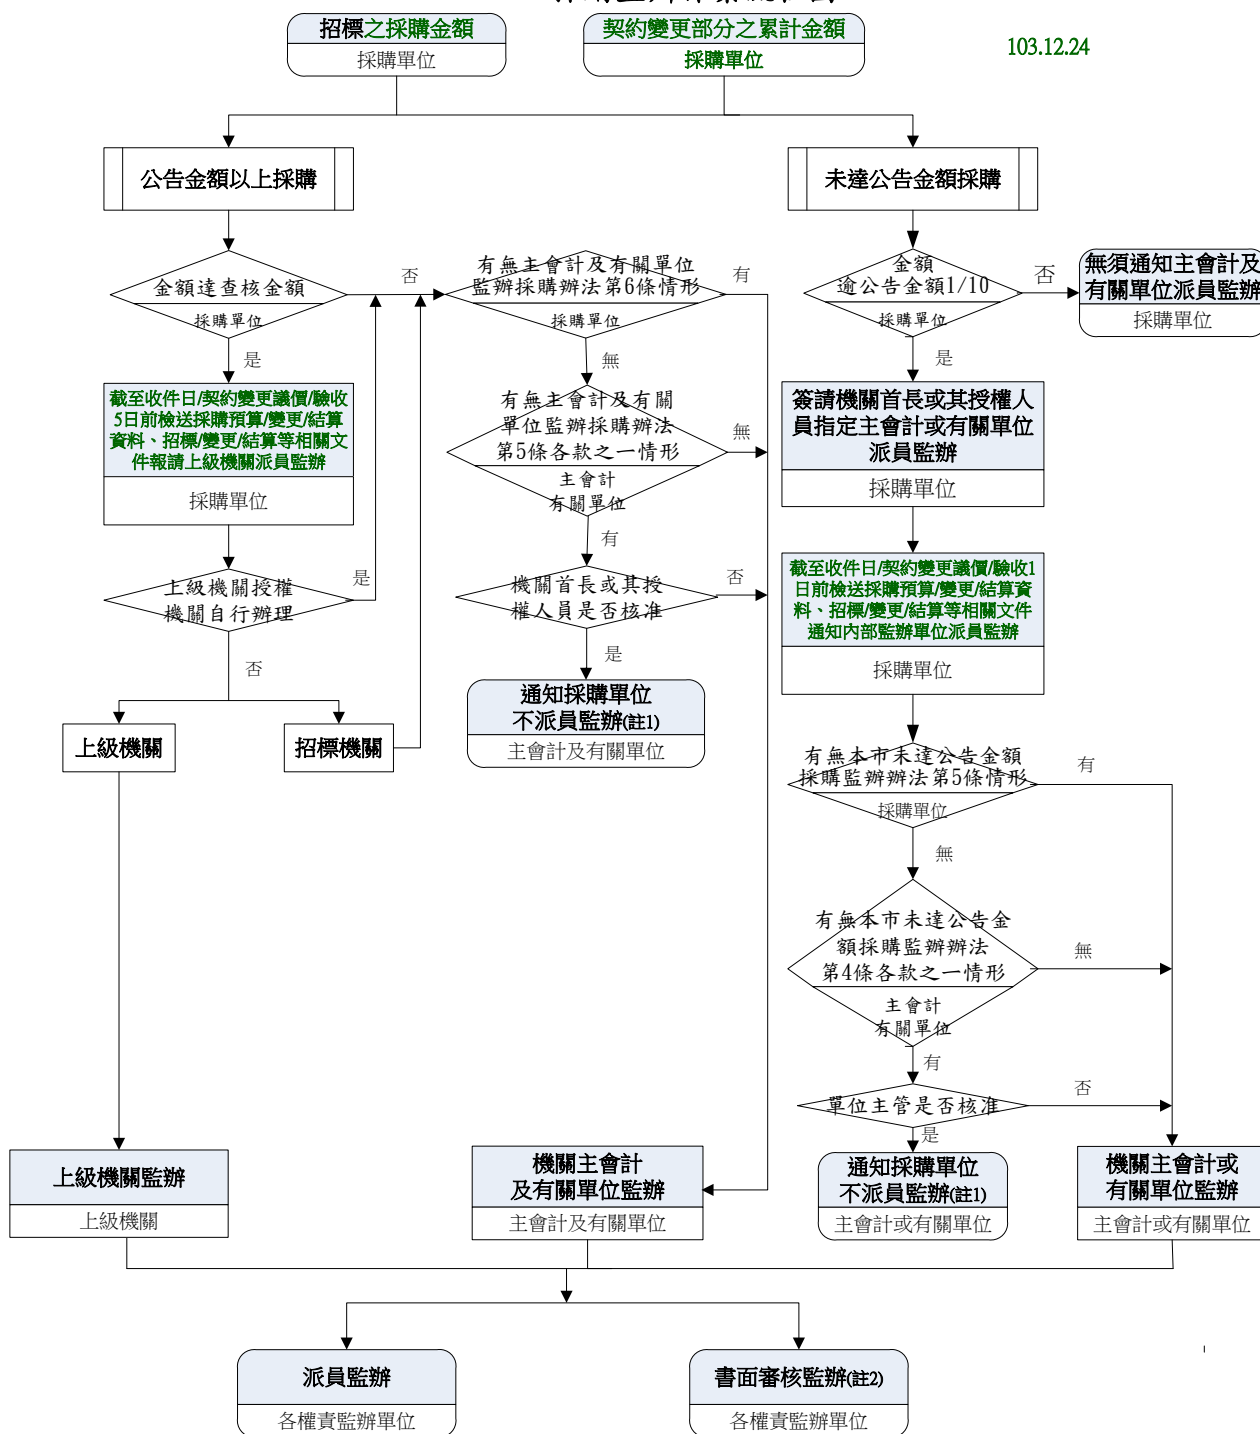 招標之採購金額
採購單位
契約變更部分之累計金額
採購單位
103.12.24
公告金額以上採購
未達公告金額採購
金額達查核金額
採購單位
否
是
有無主會計及有關單位
監辦採購辦法第6條情形
採購單位
有
無
金額
逾公告金額1/10
採購單位
否
是
無須通知主會計及
有關單位派員監辦
採購單位
截至收件日/契約變更議價/驗收
5日前檢送採購預算/變更/結算
資料、招標/變更/結算等相關文
件報請上級機關派員監辦
採購單位
有無主會計及有關
單位監辦採購辦法
第5條各款之一情形
主會計
有關單位
無
有
簽請機關首長或其授權人
員指定主會計或有關單位
派員監辦
採購單位
上級機關授權
機關自行辦理
是
否
機關首長或其授
權人員是否核准
否
是
截至收件日/契約變更議價/驗收1
日前檢送採購預算/變更/結算資
料、招標/變更/結算等相關文件
通知內部監辦單位派員監辦
採購單位
上級機關
招標機關
通知採購單位
不派員監辦(註1)
主會計及有關單位
有無本市未達公告金額
採購監辦辦法第5條情形
採購單位
有
無
有無本市未達公告金
額採購監辦辦法
第4條各款之一情形
主會計
有關單位
無
有
單位主管是否核准
否
是
上級機關監辦
上級機關
機關主會計
及有關單位監辦
主會計及有關單位
通知採購單位
不派員監辦(註1)
主會計或有關單位
機關主會計或
有關單位監辦
主會計或有關單位
派員監辦
各權責監辦單位
書面審核監辦(註2)
各權責監辦單位